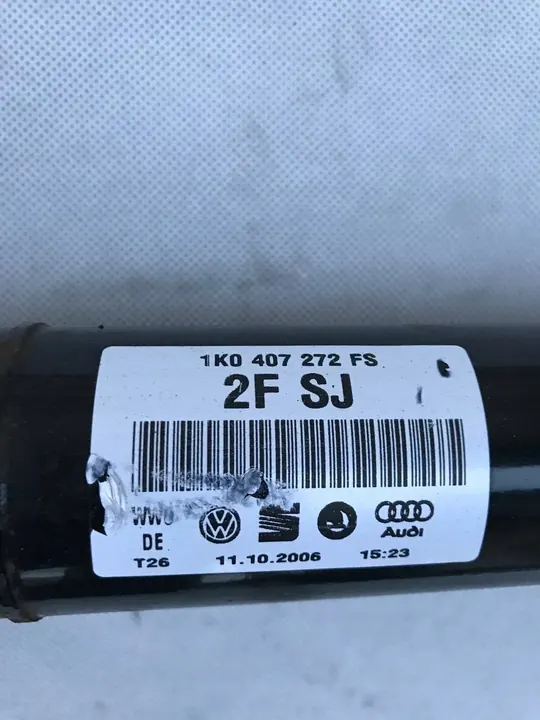 1K0 407 272 FS
2F SJ
DE
Audi
T26 11.10.2006 15:23